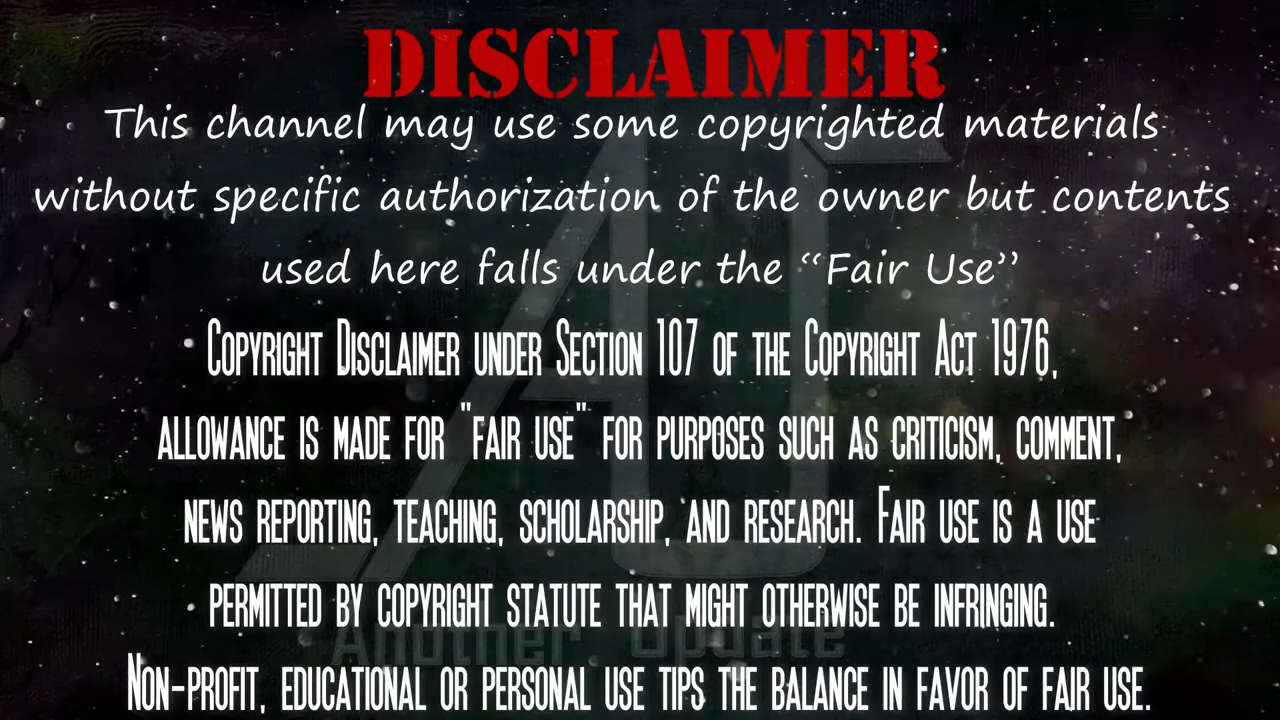 DISCLAIMER
This channel may use some copyrighted materials
without specific authorization of the owner but contents
used here falls under the “Fair Use”
Copyright Disclaimer under Section 107 of the Copyright Act 1976,
allowance is made for "fair use" for purposes such as criticism, comment,
news reporting, teaching, scholarship, and research. Fair use is a use
permitted by copyright statute that might otherwise be infringing.
Another Update
Non-profit, educational or personal use tips the balance in favor of fair use.